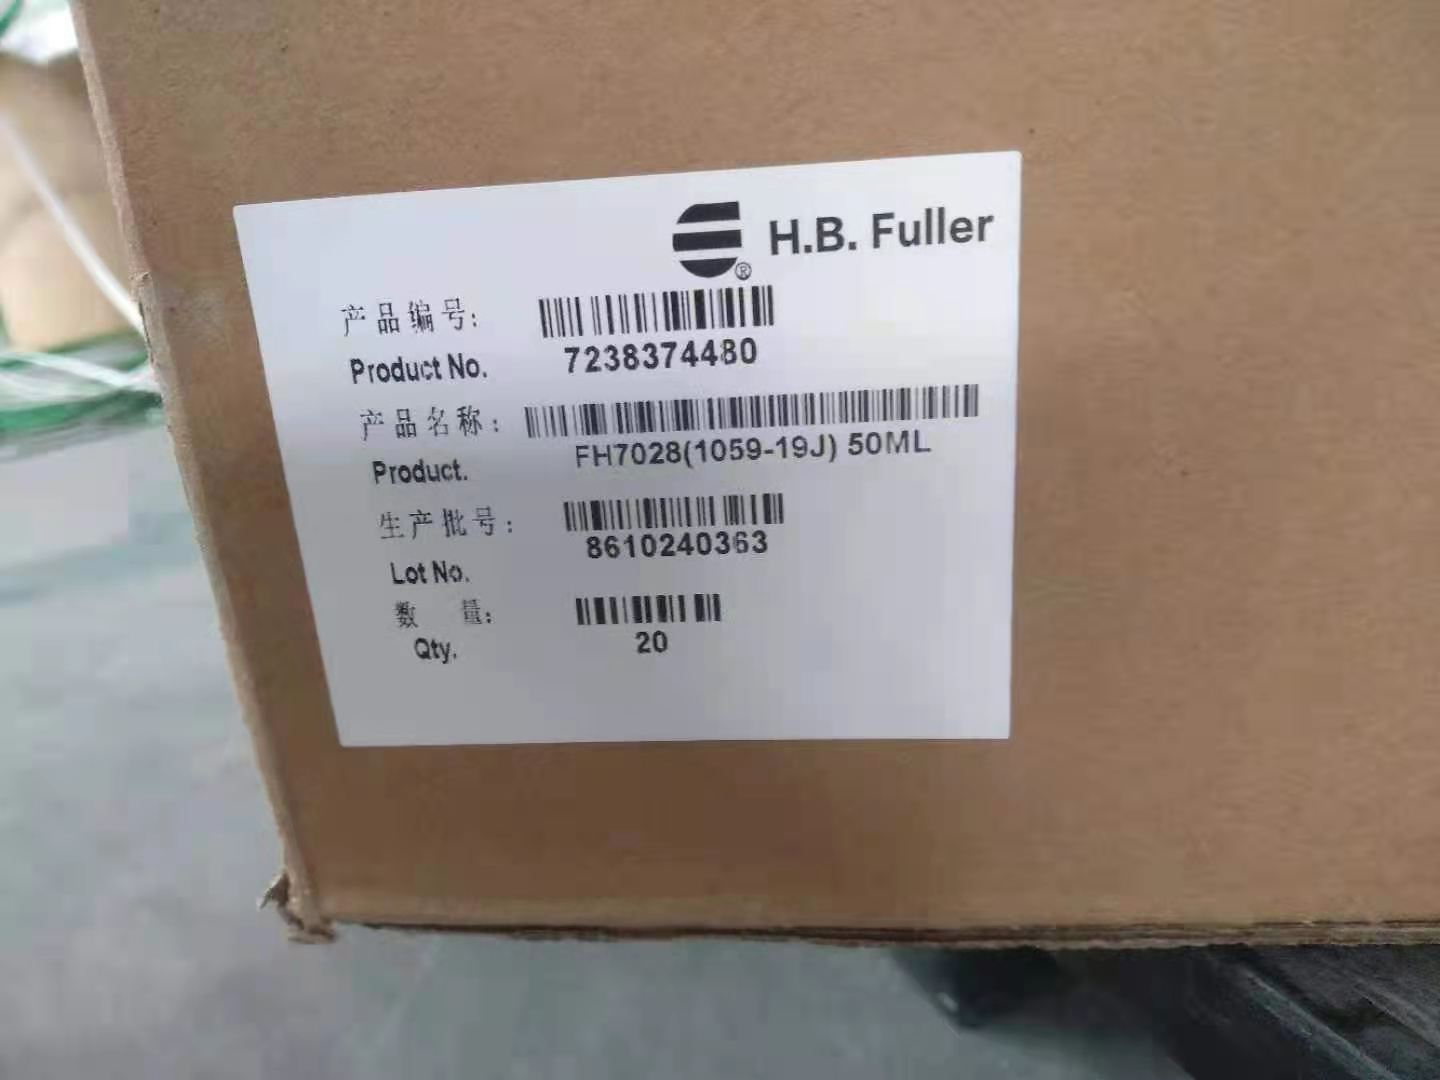 H.B. Fuller
®
产品编号:
7238374480
Product No.
产品名称:
FH7028(1059-19J) 50ML
Product.
生产批号:
8610240363
Lot No.
数 量:
20
Qty.